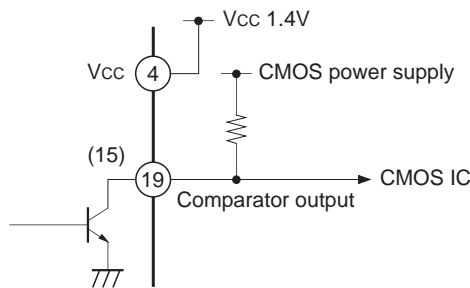 VCC 1.4V
VCC 4
CMOS power supply
(15)
19
CMOS IC
Comparator output